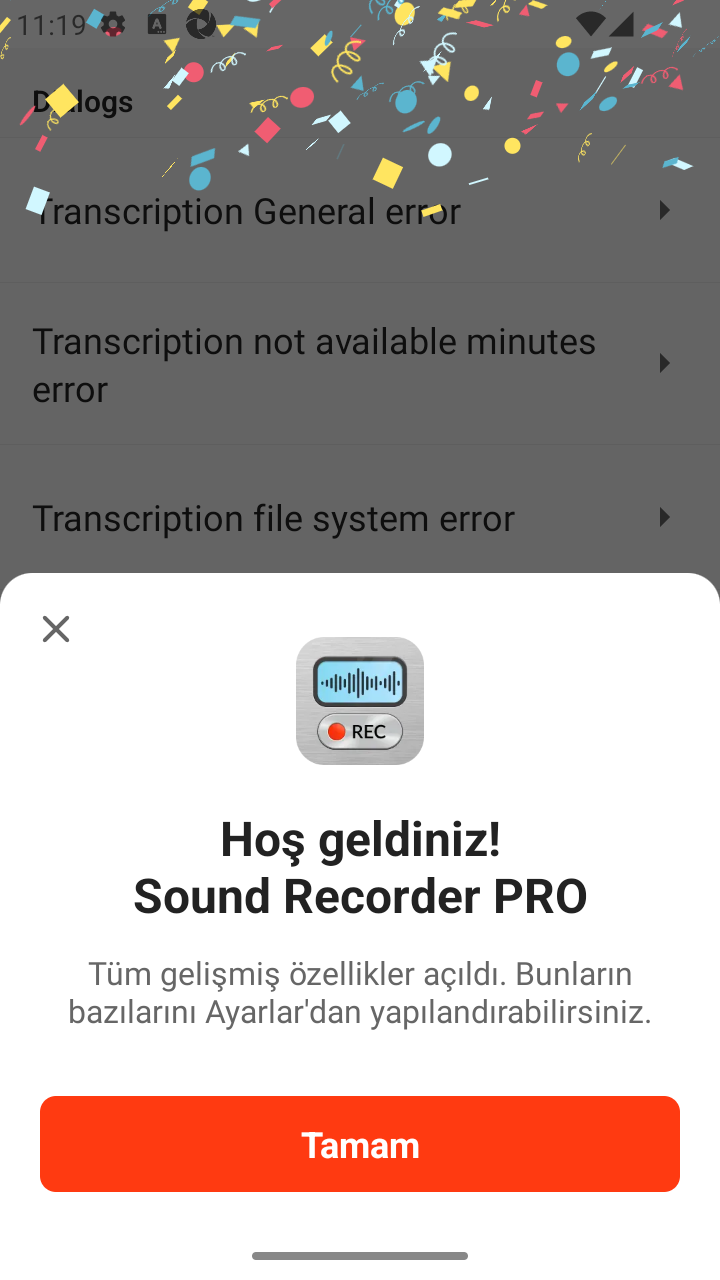 11:19
Dialogs
Transcription General error
Transcription not available minutes
error
Transcription file system error
REC
Hoş geldiniz!
Sound Recorder PRO
Tüm gelişmiş özellikler açıldı. Bunların
bazılarını Ayarlar'dan yapılandırabilirsiniz.
Tamam